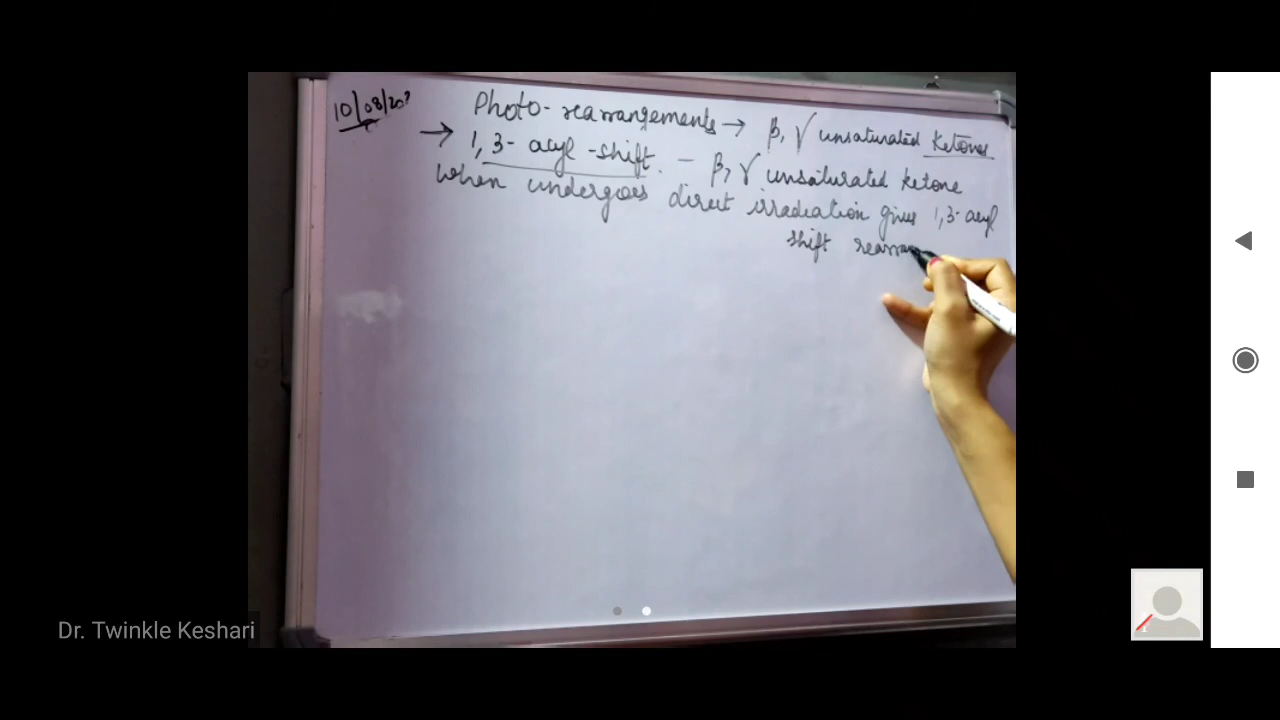 10/08/20
Photo-rearrangements → β, γ unsaturated Ketones
→ 1,3-acyl-shift. - β, γ unsaturated ketone
when undergoes direct irradiation gives 1,3-acyl
shift rearran
Dr. Twinkle Keshari